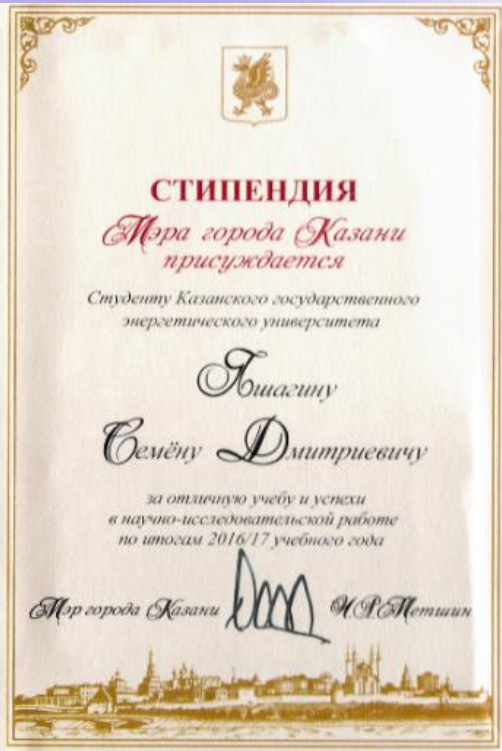 СТИПЕНДИЯ
Мэра города Казани
присуждается
Студенту Казанского государственного
энергетического университета
Яшагину
Семёну Дмитриевичу
за отличную учебу и успехи
в научно-исследовательской работе
по итогам 2016/17 учебного года
Мэр города Казани И.Р.Метшин